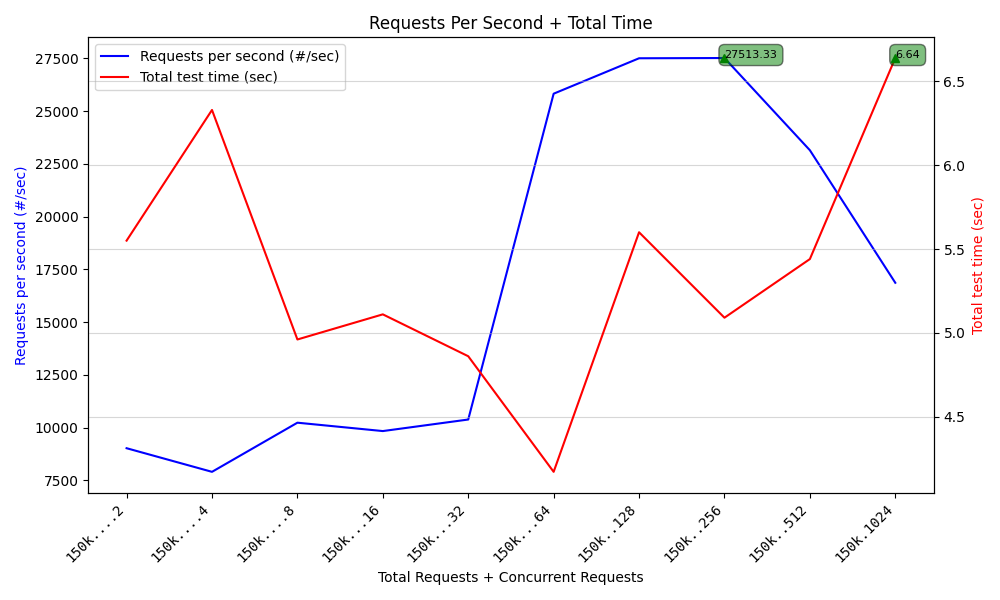 Requests Per Second + Total Time
Requests per second (#/sec)
Total test time (sec)
27513.33
6.64
27500
25000
22500
20000
17500
15000
12500
10000
7500
Requests per second (#/sec)
6.5
6.0
5.5
5.0
4.5
Total test time (sec)
150k....2
150k....4
150k....8
150k...16
150k...32
150k...64
150k..128
150k..256
150k..512
150k.1024
Total Requests + Concurrent Requests